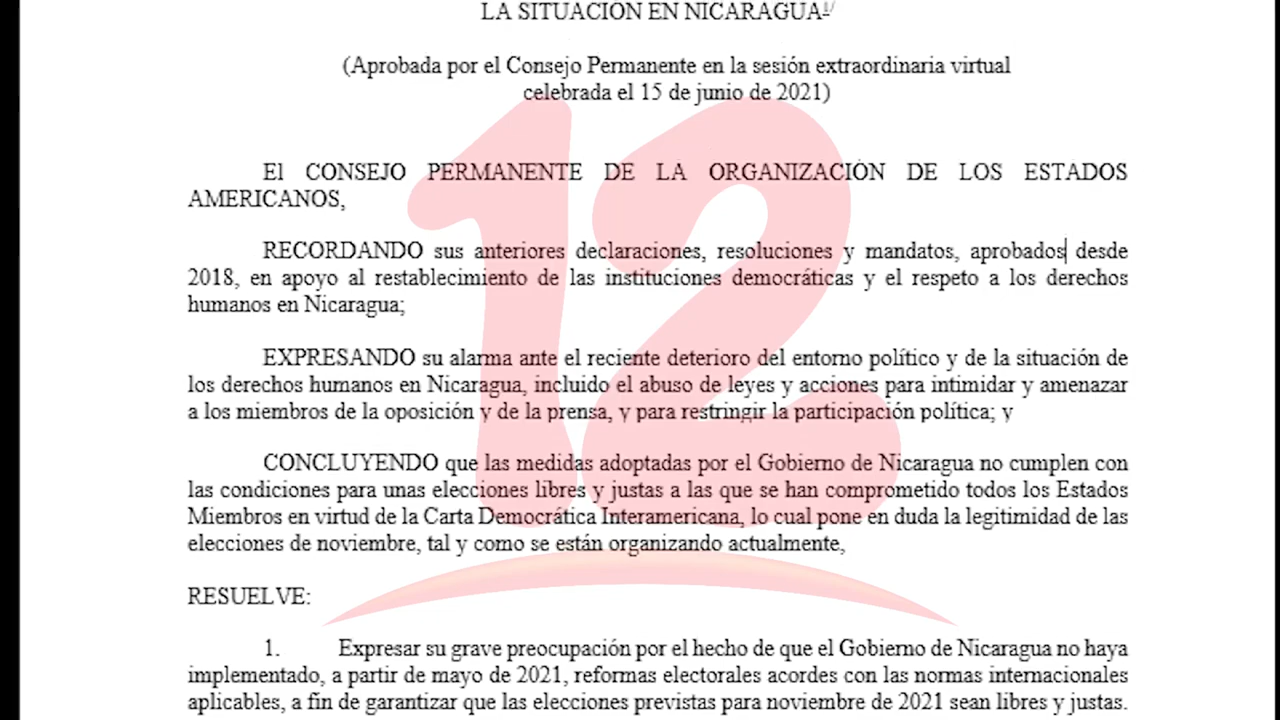 LA SITUACIÓN EN NICARAGUA1/
(Aprobada por el Consejo Permanente en la sesión extraordinaria virtual
celebrada el 15 de junio de 2021)
12
El CONSEJO PERMANENTE DE LA ORGANIZACIÓN DE LOS ESTADOS
AMERICANOS,
RECORDANDO sus anteriores declaraciones, resoluciones y mandatos, aprobados desde
2018, en apoyo al restablecimiento de las instituciones democráticas y el respeto a los derechos
humanos en Nicaragua;
EXPRESANDO su alarma ante el reciente deterioro del entorno político y de la situación de
los derechos humanos en Nicaragua, incluido el abuso de leyes y acciones para intimidar y amenazar
a los miembros de la oposición y de la prensa, y para restringir la participación política; y
CONCLUYENDO que las medidas adoptadas por el Gobierno de Nicaragua no cumplen con
las condiciones para unas elecciones libres y justas a las que se han comprometido todos los Estados
Miembros en virtud de la Carta Democrática Interamericana, lo cual pone en duda la legitimidad de las
elecciones de noviembre, tal y como se están organizando actualmente,
RESUELVE:
1. Expresar su grave preocupación por el hecho de que el Gobierno de Nicaragua no haya
implementado, a partir de mayo de 2021, reformas electorales acordes con las normas internacionales
aplicables, a fin de garantizar que las elecciones previstas para noviembre de 2021 sean libres y justas.